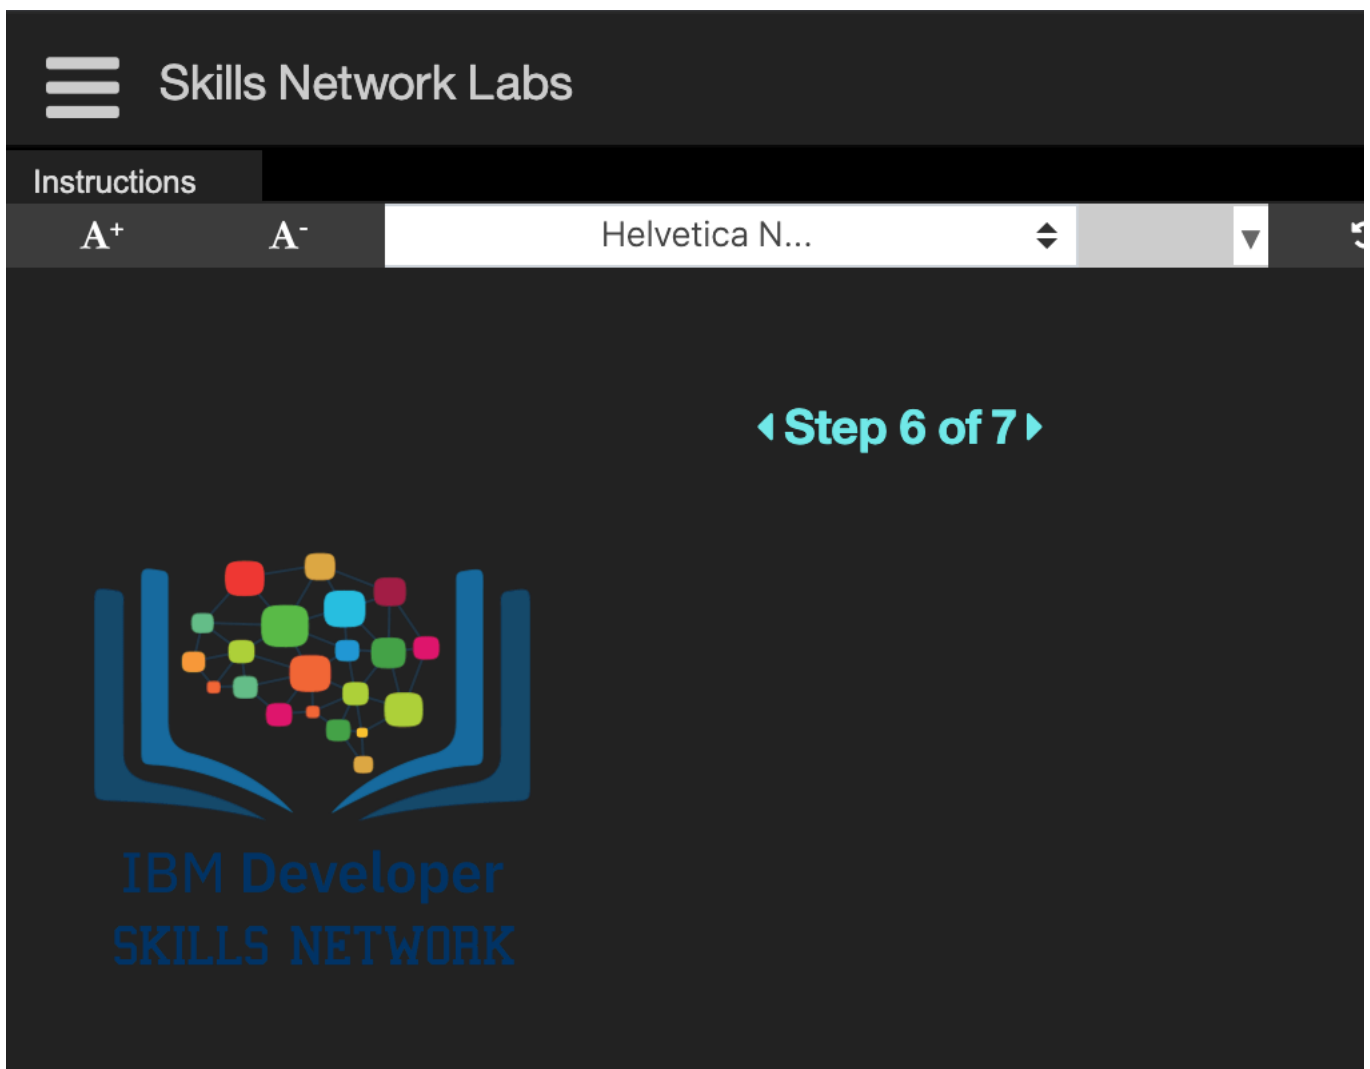 Skills Network Labs
Instructions
A+ A- Helvetica N...
Step 6 of 7
IBM Developer
SKILLS NETWORK